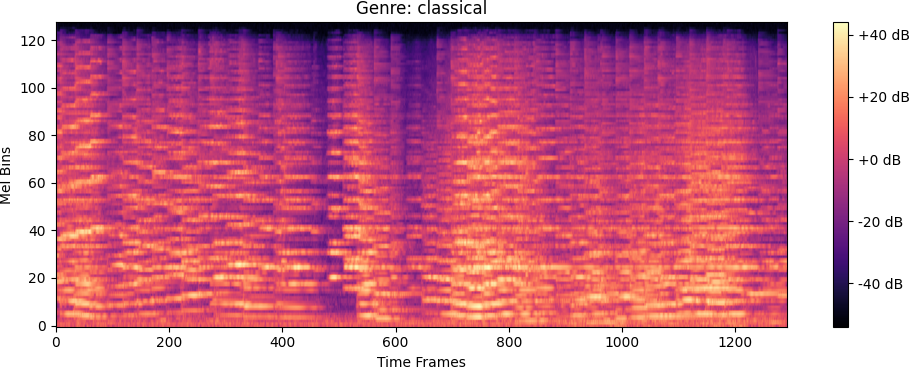 Genre: classical
120
100
80
60
40
20
0
Mel Bins
0 200 400 600 800 1000 1200
Time Frames
+40 dB
+20 dB
+0 dB
-20 dB
-40 dB